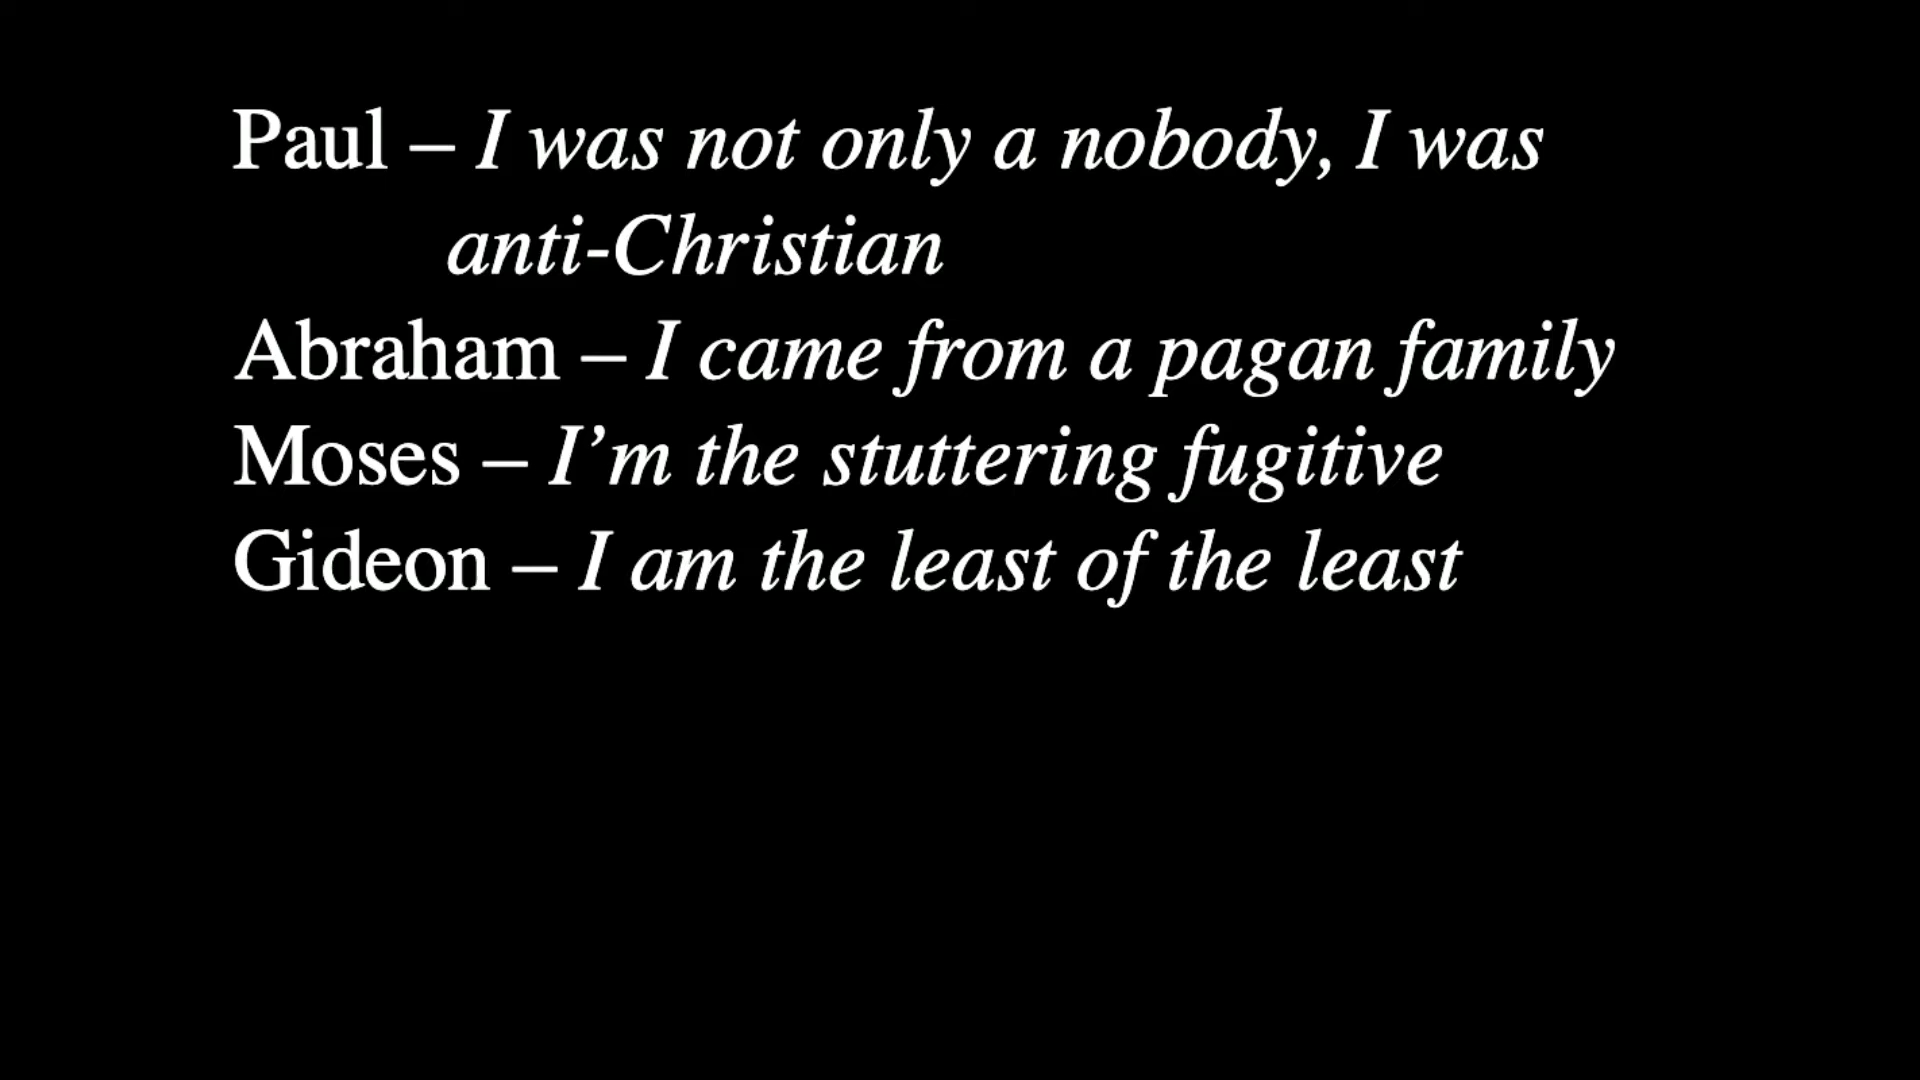 Paul – I was not only a nobody, I was
anti-Christian
Abraham – I came from a pagan family
Moses – I’m the stuttering fugitive
Gideon – I am the least of the least